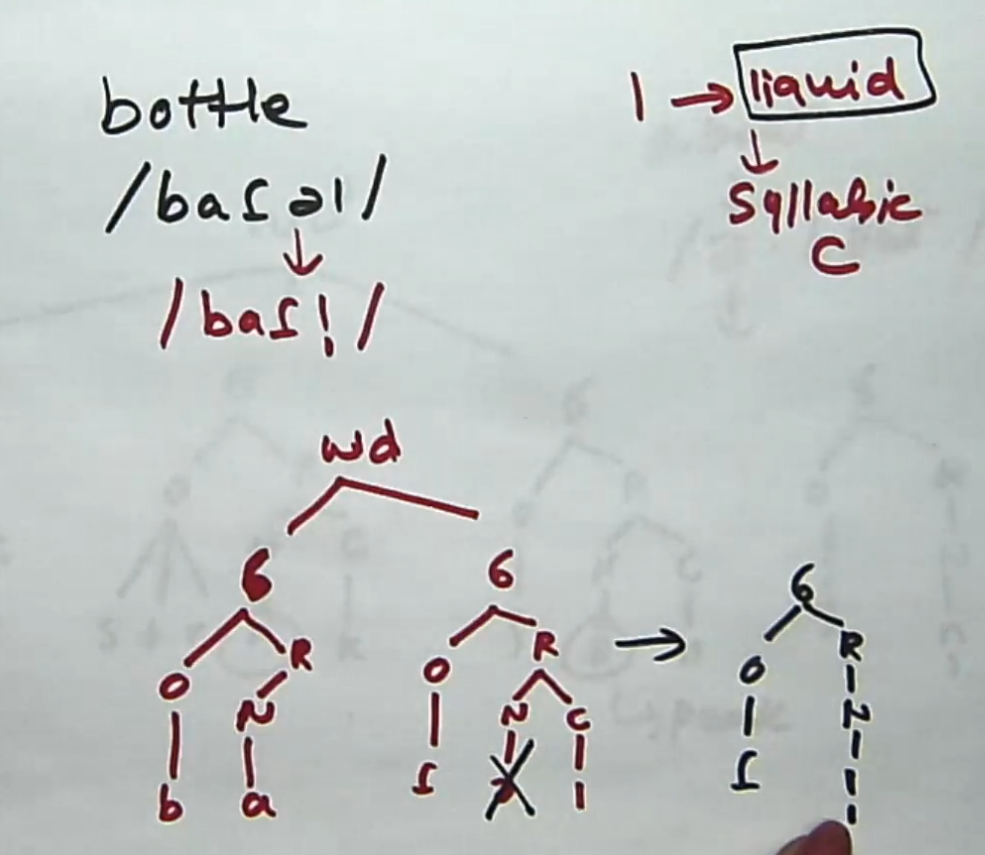 bottle
/baɾəl/
↓
/baɾl̩/
l → liquid
↓
syllabic
C
wd
σ σ → σ
O R O R O R
N N C N
b a ɾ ə l ɾ l̩